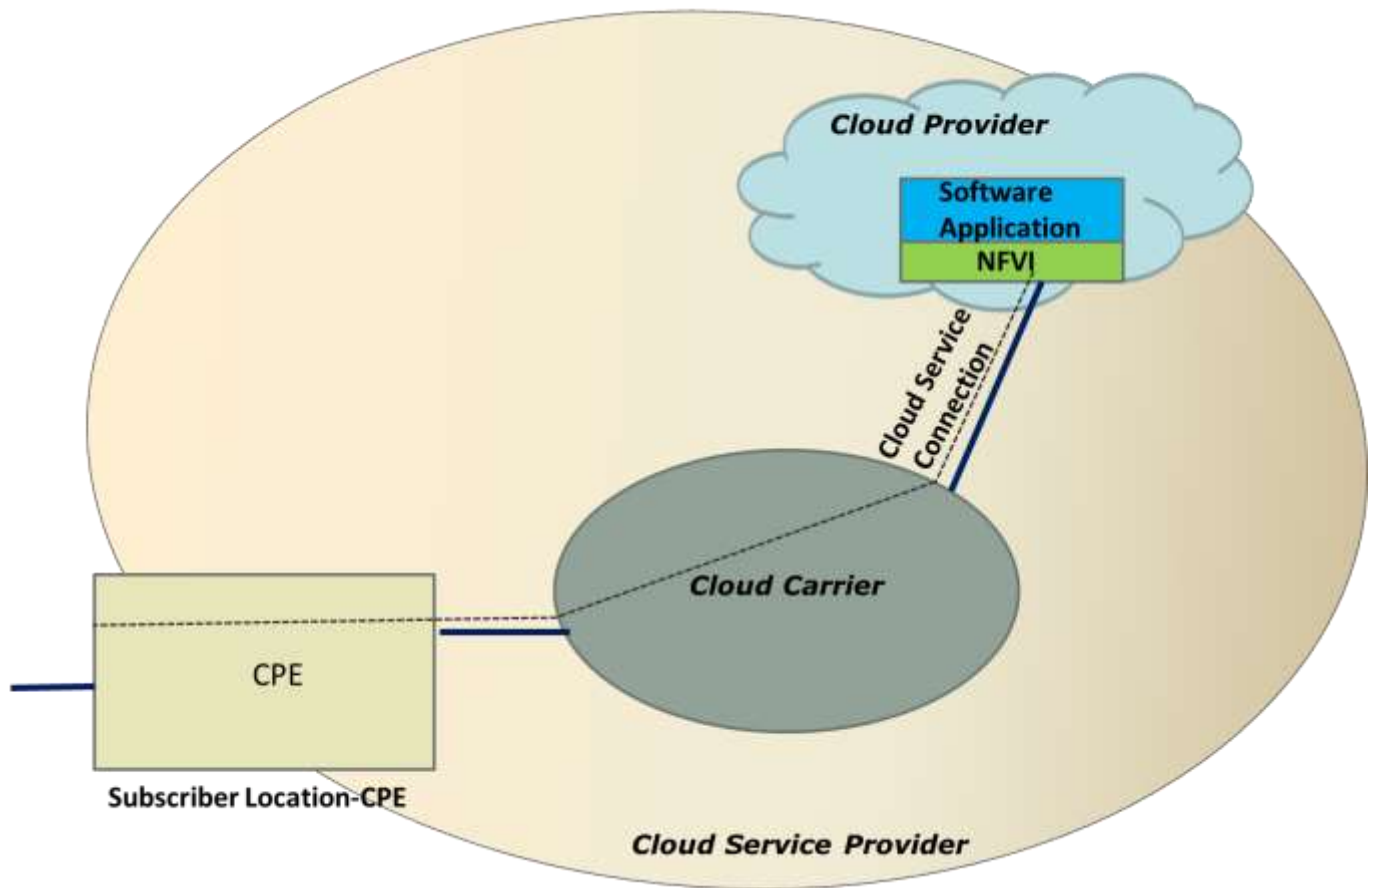 Cloud Provider
Software
Application
NFVI
Cloud Service
Connection
Cloud Carrier
CPE
Subscriber Location-CPE
Cloud Service Provider